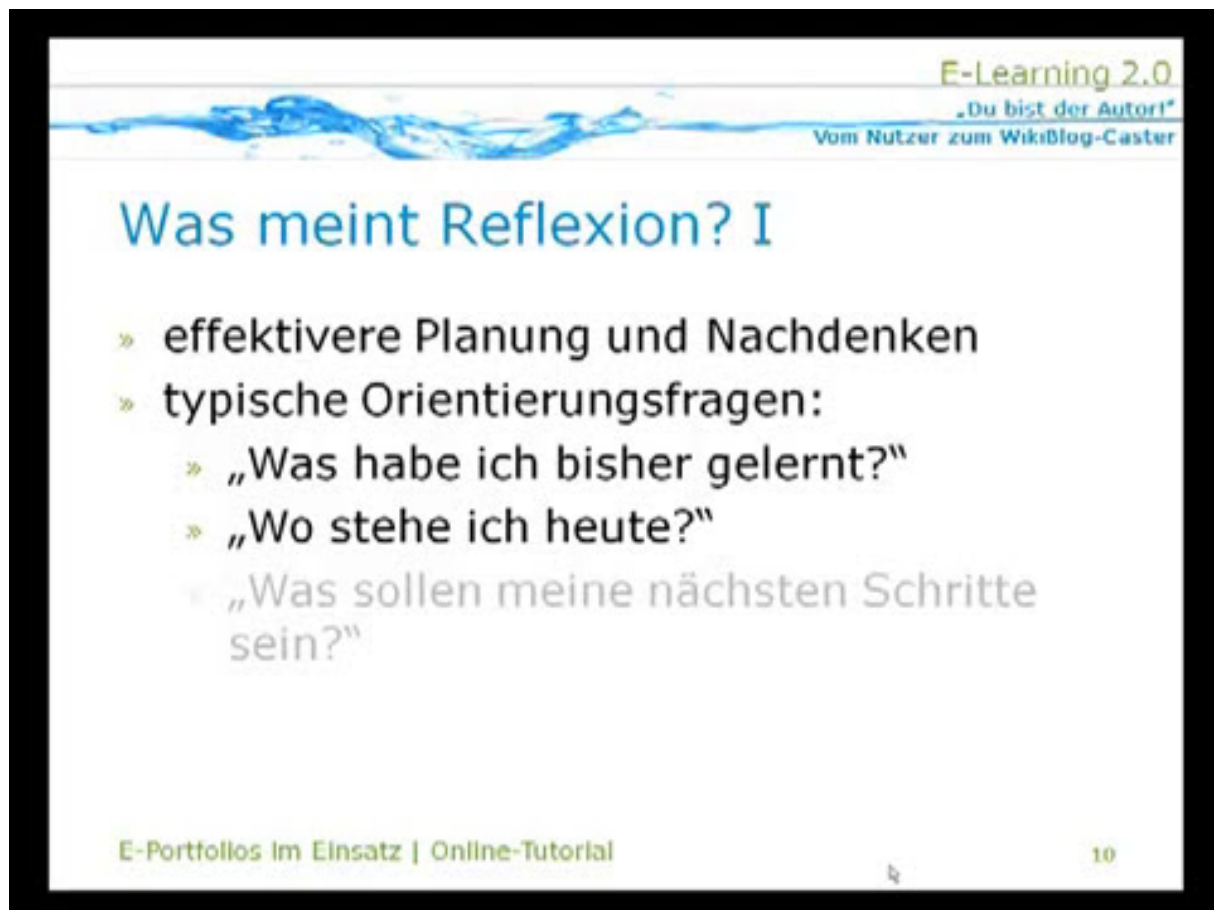 E-Learning 2.0
„Du bist der Autor!“
Vom Nutzer zum WikiBlog-Caster
Was meint Reflexion? I
» effektivere Planung und Nachdenken
» typische Orientierungsfragen:
» „Was habe ich bisher gelernt?“
» „Wo stehe ich heute?“
» „Was sollen meine nächsten Schritte
sein?“
E-Portfolios im Einsatz | Online-Tutorial
10